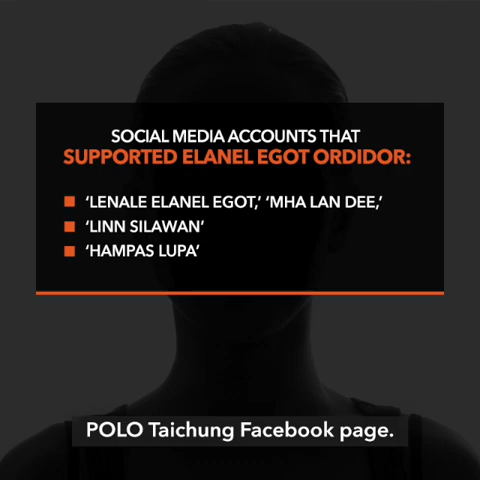 SOCIAL MEDIA ACCOUNTS THAT
SUPPORTED ELANEL EGOT ORDIDOR:
‘LENALE ELANEL EGOT,’ ‘MHA LAN DEE,’
‘LINN SILAWAN’
‘HAMPAS LUPA’
POLO Taichung Facebook page.